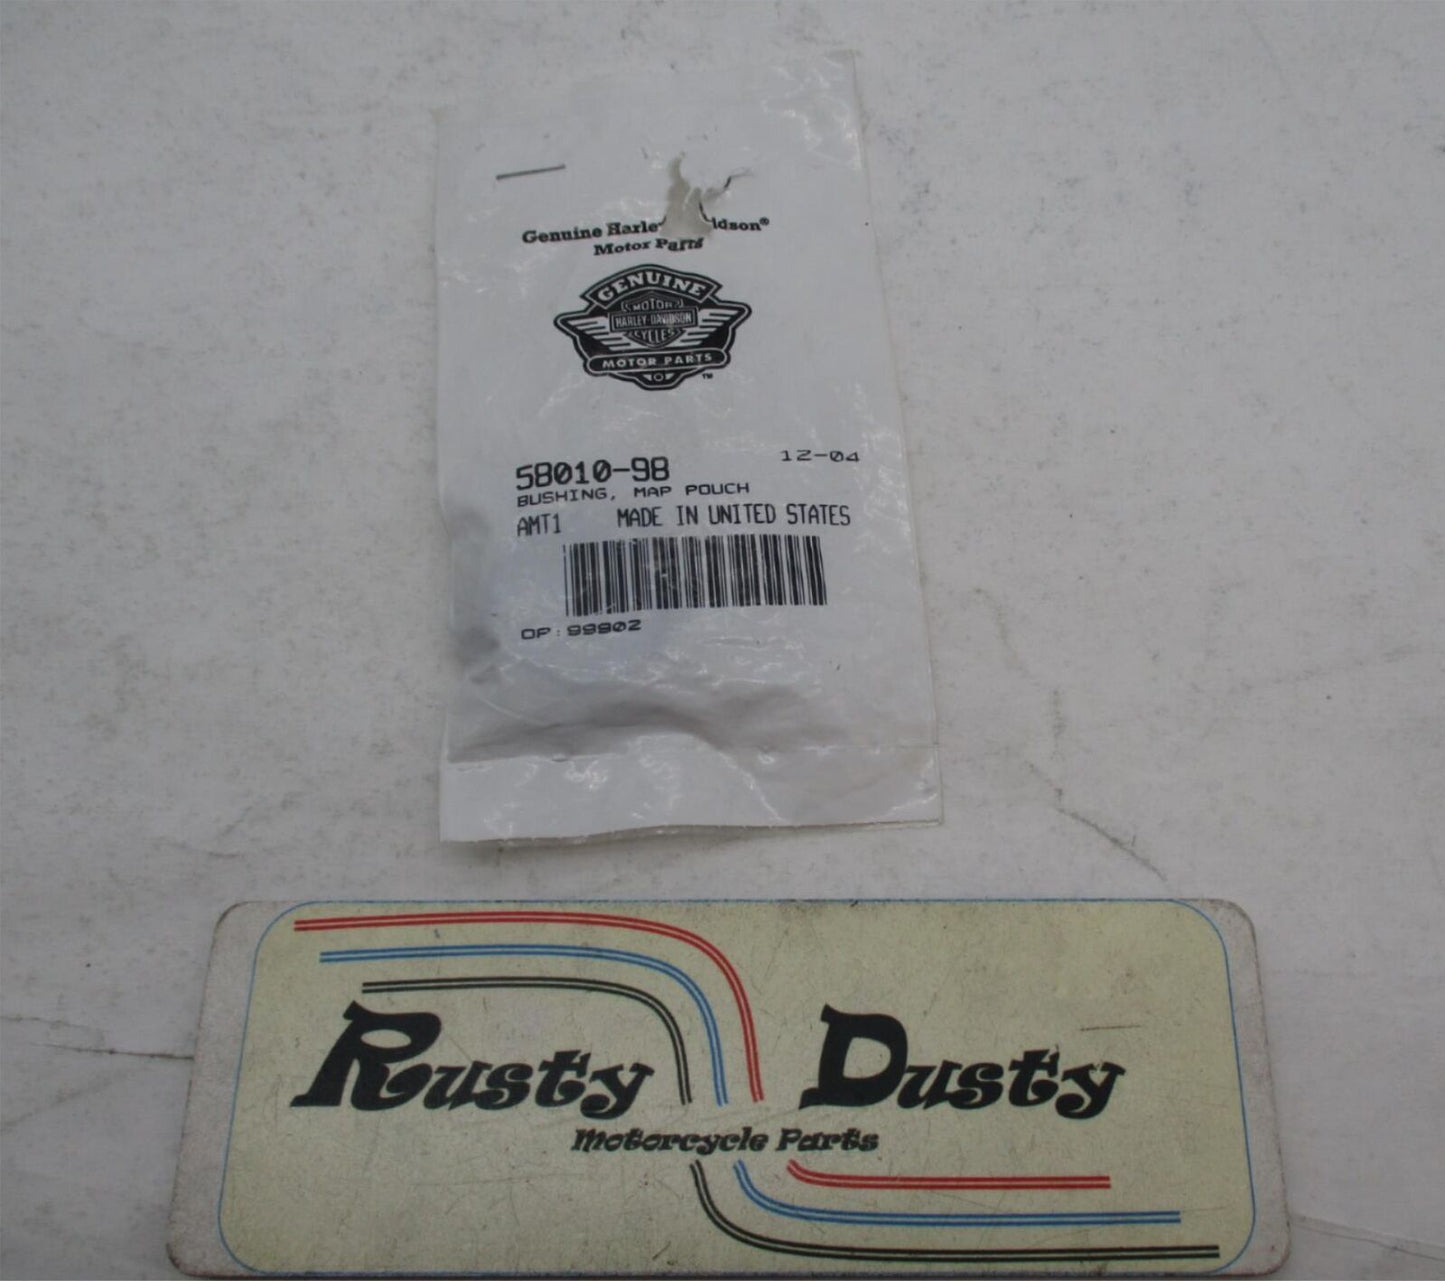 Genuine Harle idson®
Motor Parts
GENUINE
MOTOR
HARLEY-DAVIDSON
CYCLES
MOTOR PARTS
TM
58010-98 12-04
BUSHING, MAP POUCH
AMT1 MADE IN UNITED STATES
OP:99902
Rusty Dusty
Motorcycle Parts